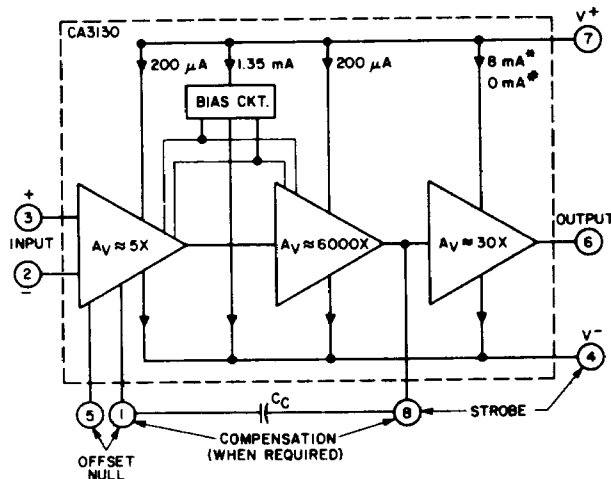 CA3130
V+
7
200 μA
1.35 mA
200 μA
8 mA*
0 mA#
BIAS CKT.
+
3
INPUT
2
−
AV ≈ 5X
AV ≈ 6000X
AV ≈ 30X
OUTPUT
6
V−
4
5
1
CC
8
STROBE
OFFSET
NULL
COMPENSATION
(WHEN REQUIRED)